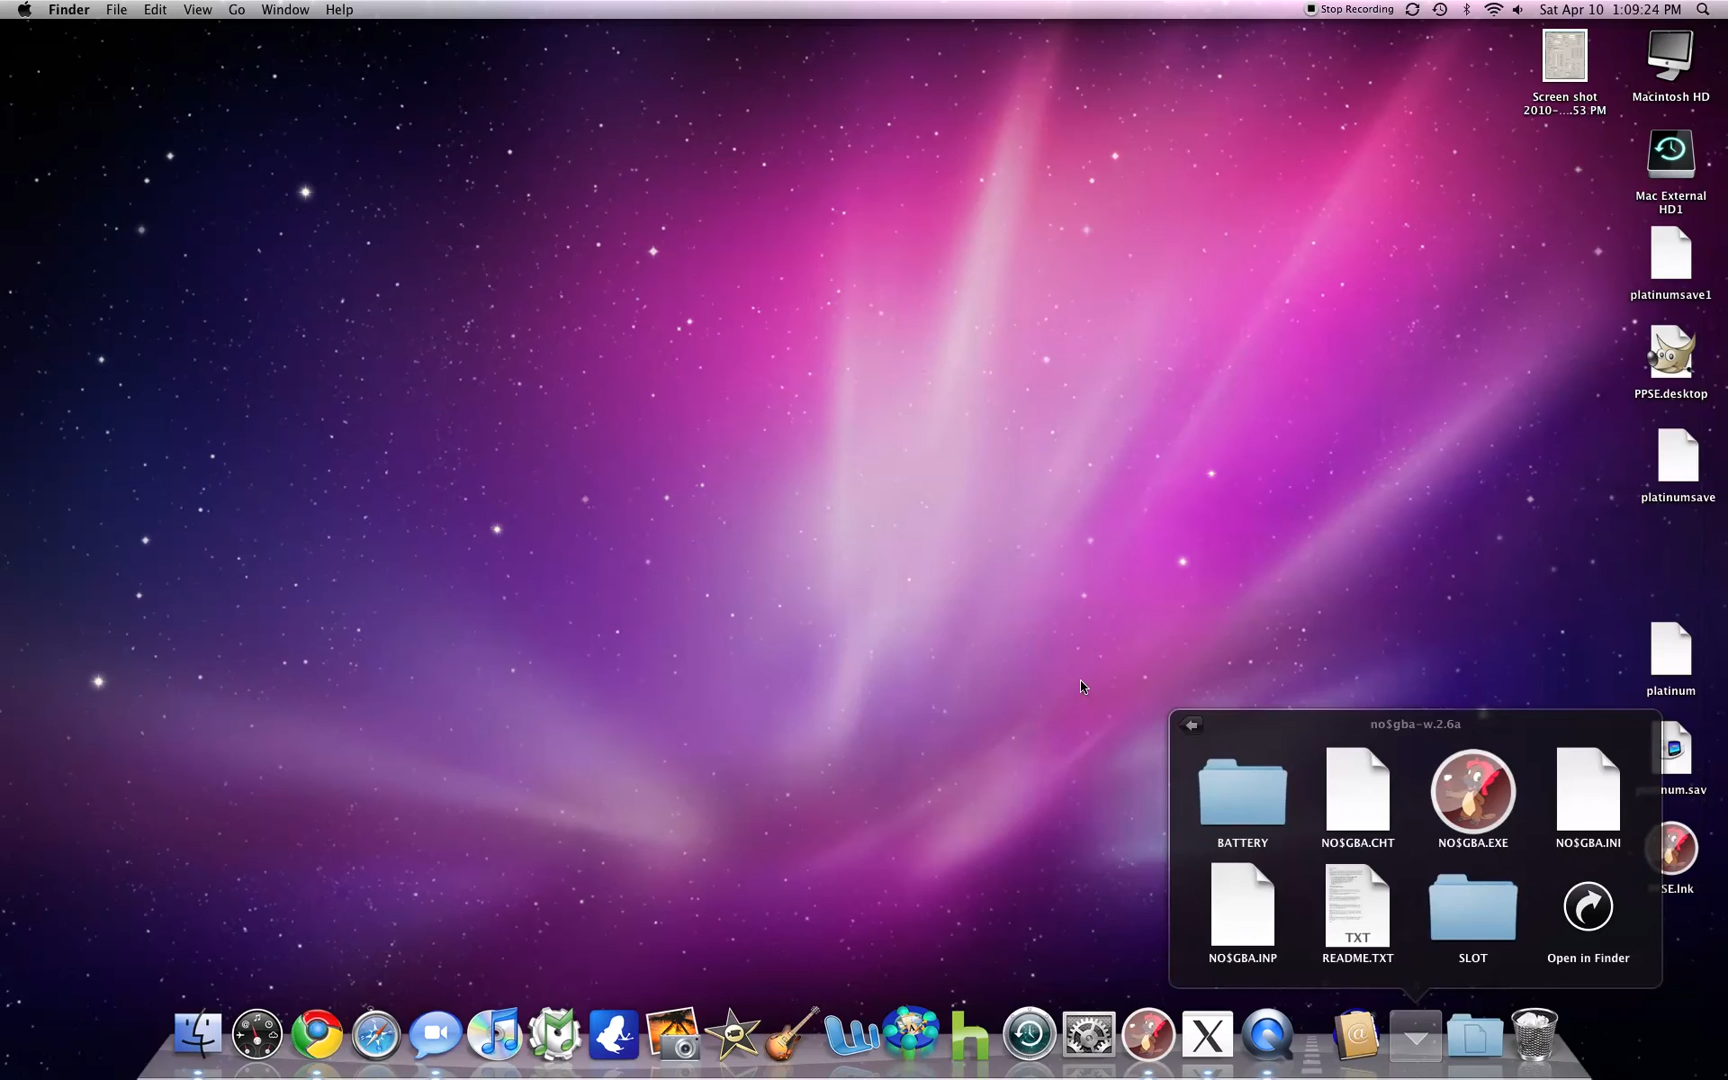 Finder File Edit View Go Window Help
Stop Recording Sat Apr 10 1:09:24 PM
Screen shot
2010-....53 PM
Macintosh HD
Mac External
HD1
platinumsave1
PPSE.desktop
platinumsave
platinum
num.sav
SE.lnk
no$gba-w.2.6a
BATTERY NO$GBA.CHT NO$GBA.EXE NO$GBA.INI
TXT
NO$GBA.INP README.TXT SLOT Open in Finder